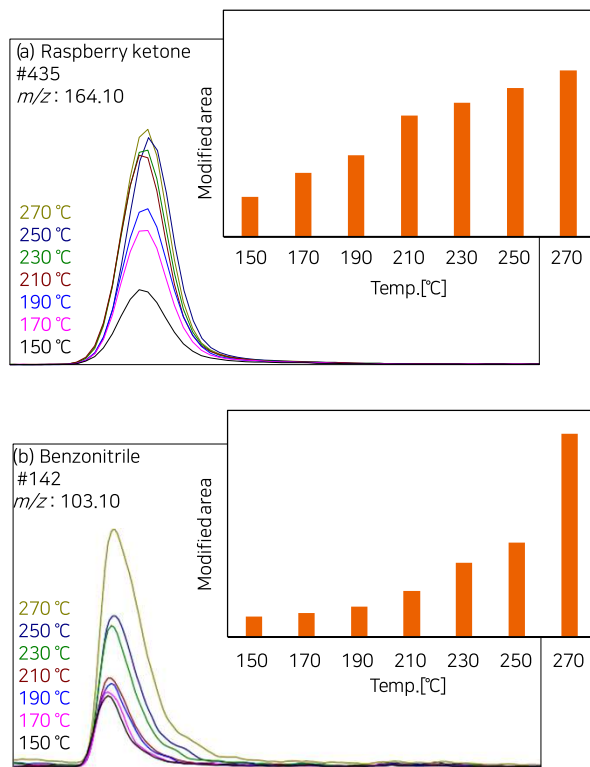 (a) Raspberry ketone
#435
m/z : 164.10
270 ℃
250 ℃
230 ℃
210 ℃
190 ℃
170 ℃
150 ℃
Modified area
150 170 190 210 230 250 270
Temp.[℃]
(b) Benzonitrile
#142
m/z : 103.10
270 ℃
250 ℃
230 ℃
210 ℃
190 ℃
170 ℃
150 ℃
Modified area
150 170 190 210 230 250 270
Temp.[℃]